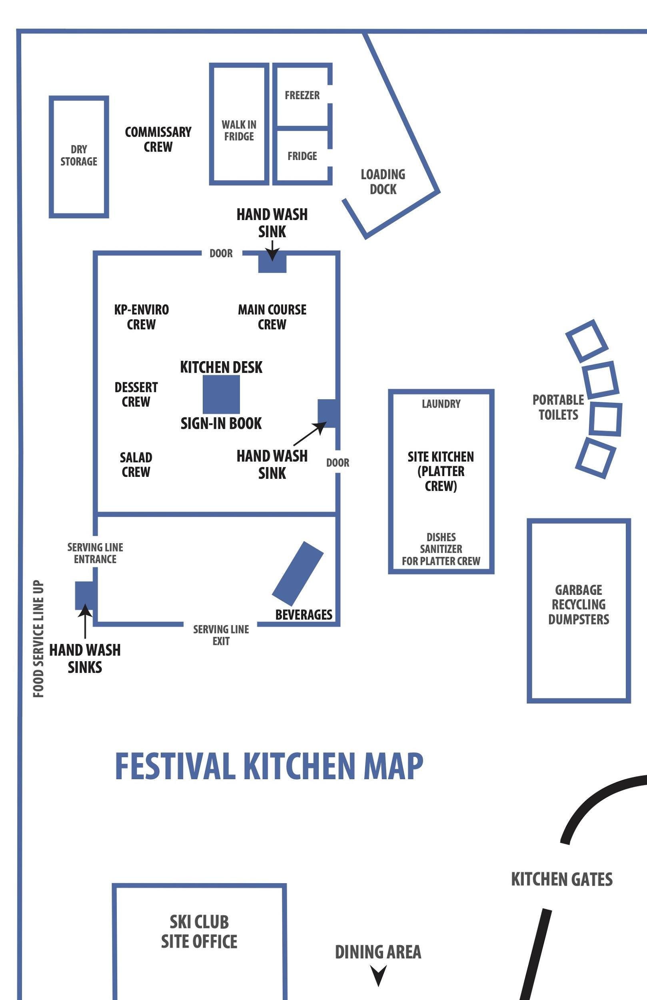 FREEZER
WALK IN
FRIDGE
COMMISSARY
CREW
DRY
STORAGE
FRIDGE
LOADING
DOCK
HAND WASH
SINK
DOOR
KP-ENVIRO
CREW
MAIN COURSE
CREW
KITCHEN DESK
DESSERT
CREW
SIGN-IN BOOK
HAND WASH
SINK
DOOR
SALAD
CREW
LAUNDRY
SITE KITCHEN
(PLATTER
CREW)
DISHES
SANITIZER
FOR PLATTER CREW
PORTABLE
TOILETS
SERVING LINE
ENTRANCE
BEVERAGES
SERVING LINE
EXIT
FOOD SERVICE LINE UP
HAND WASH
SINKS
GARBAGE
RECYCLING
DUMPSTERS
FESTIVAL KITCHEN MAP
KITCHEN GATES
SKI CLUB
SITE OFFICE
DINING AREA